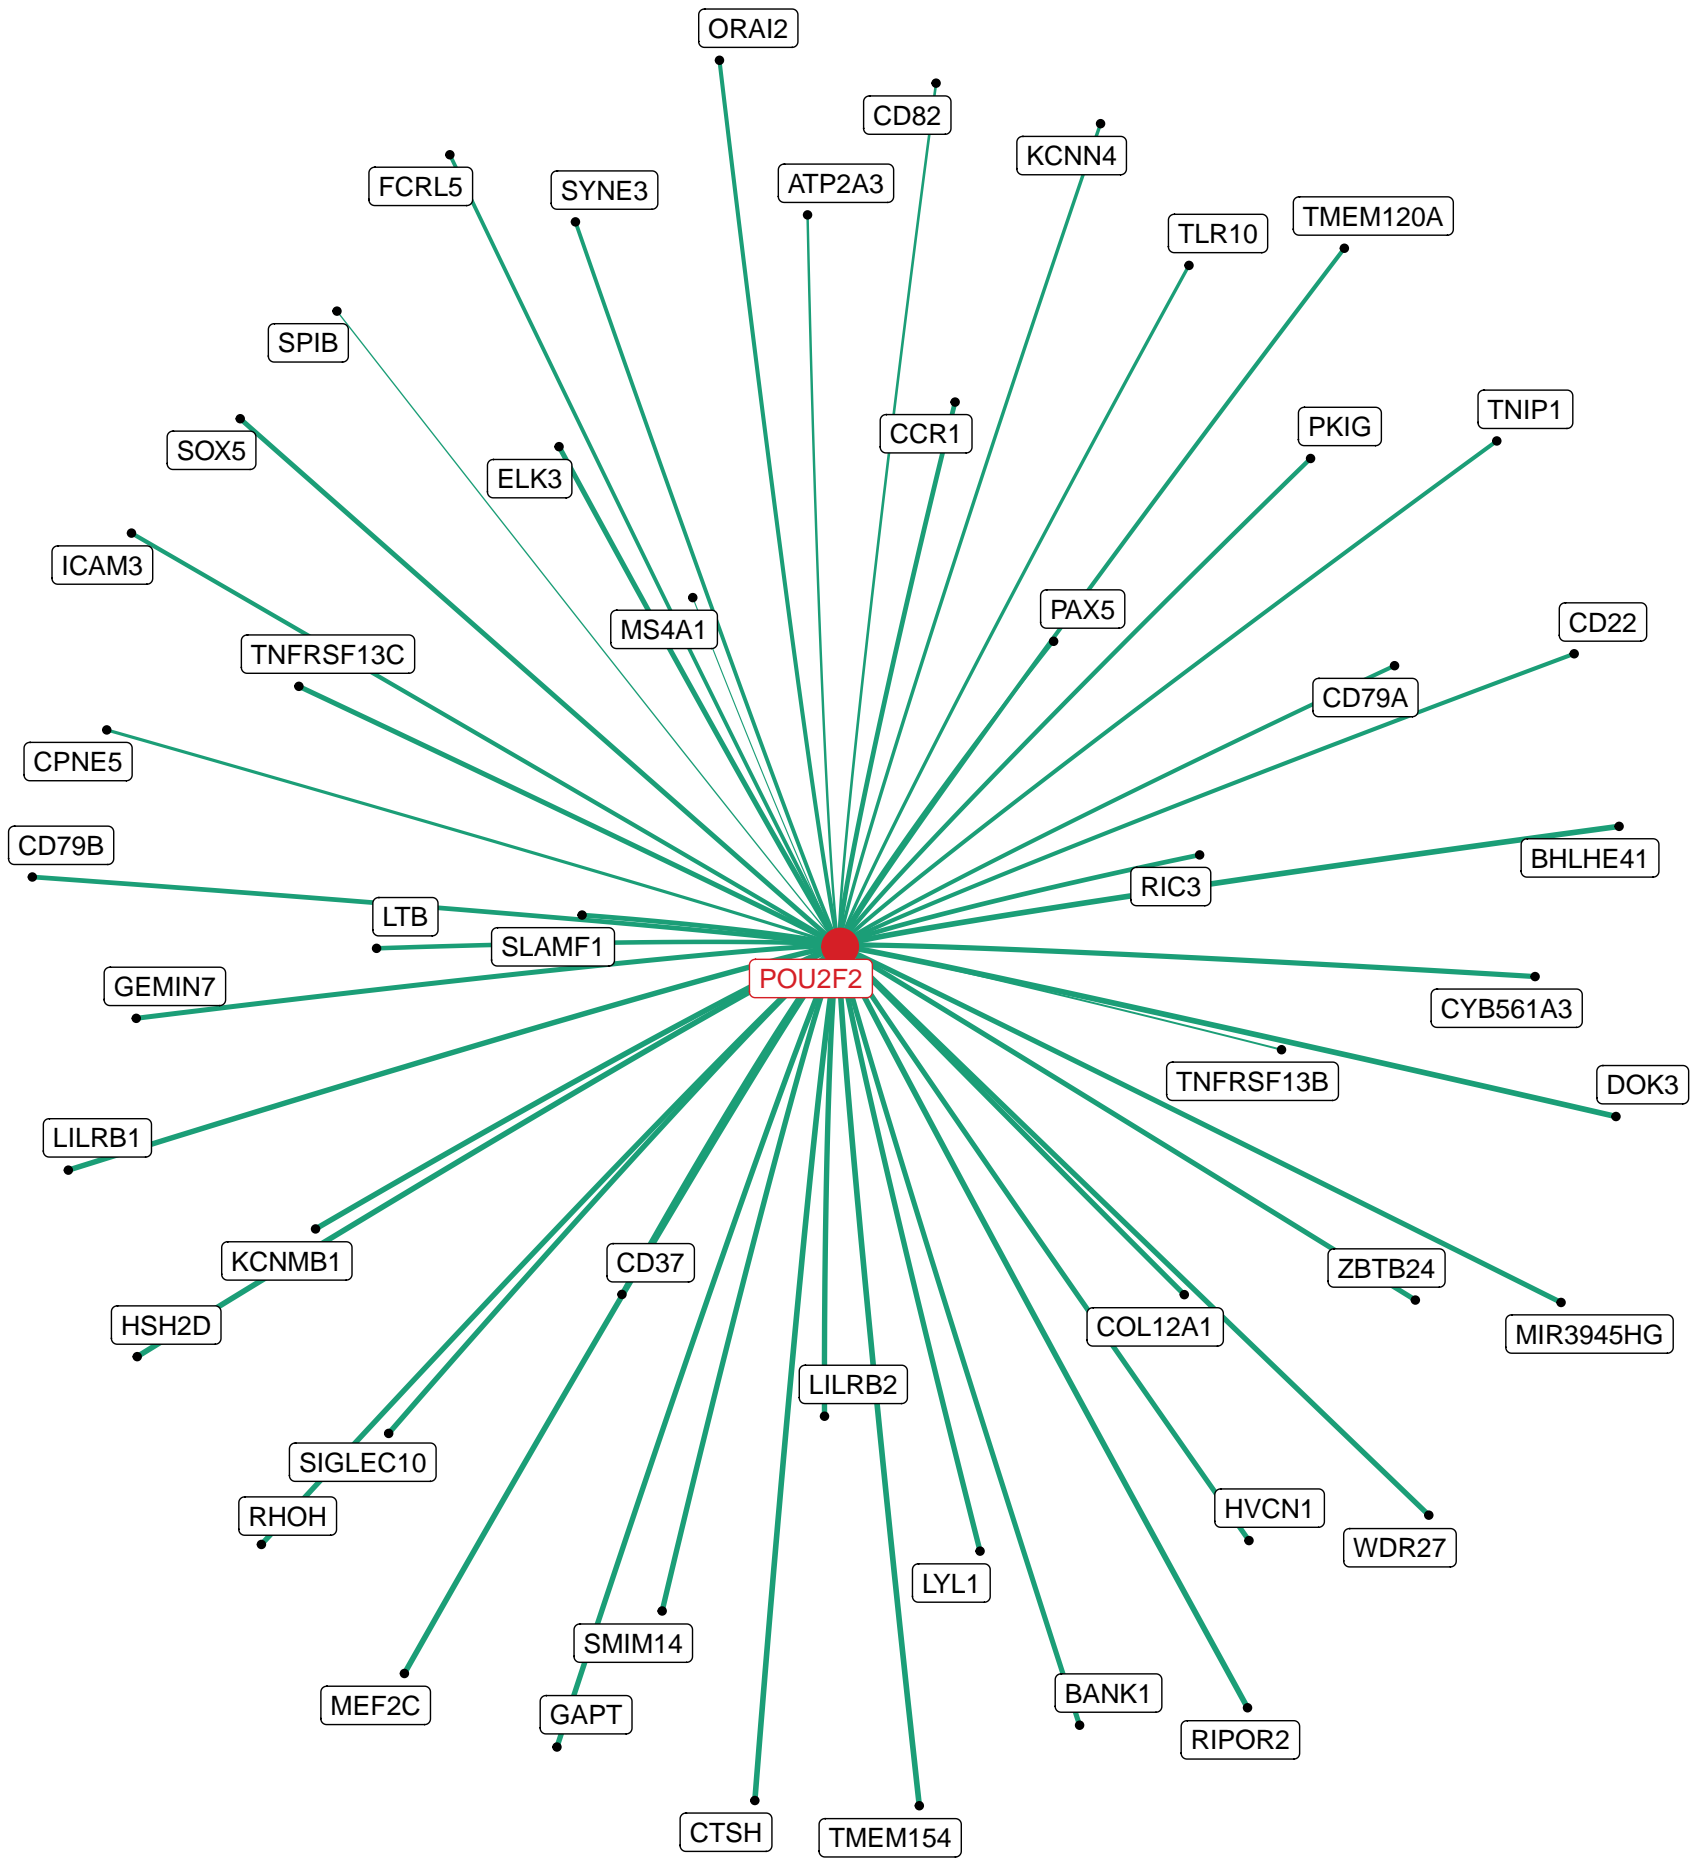 ORAI2
CD82
KCNN4
FCRL5
SYNE3
ATP2A3
TMEM120A
TLR10
SPIB
TNIP1
PKIG
CCR1
SOX5
ELK3
ICAM3
PAX5
CD22
MS4A1
TNFRSF13C
CD79A
CPNE5
CD79B
BHLHE41
RIC3
LTB
SLAMF1
POU2F2
GEMIN7
CYB561A3
TNFRSF13B
DOK3
LILRB1
KCNMB1
CD37
ZBTB24
HSH2D
COL12A1
MIR3945HG
LILRB2
SIGLEC10
HVCN1
RHOH
WDR27
LYL1
SMIM14
BANK1
MEF2C
GAPT
RIPOR2
CTSH
TMEM154